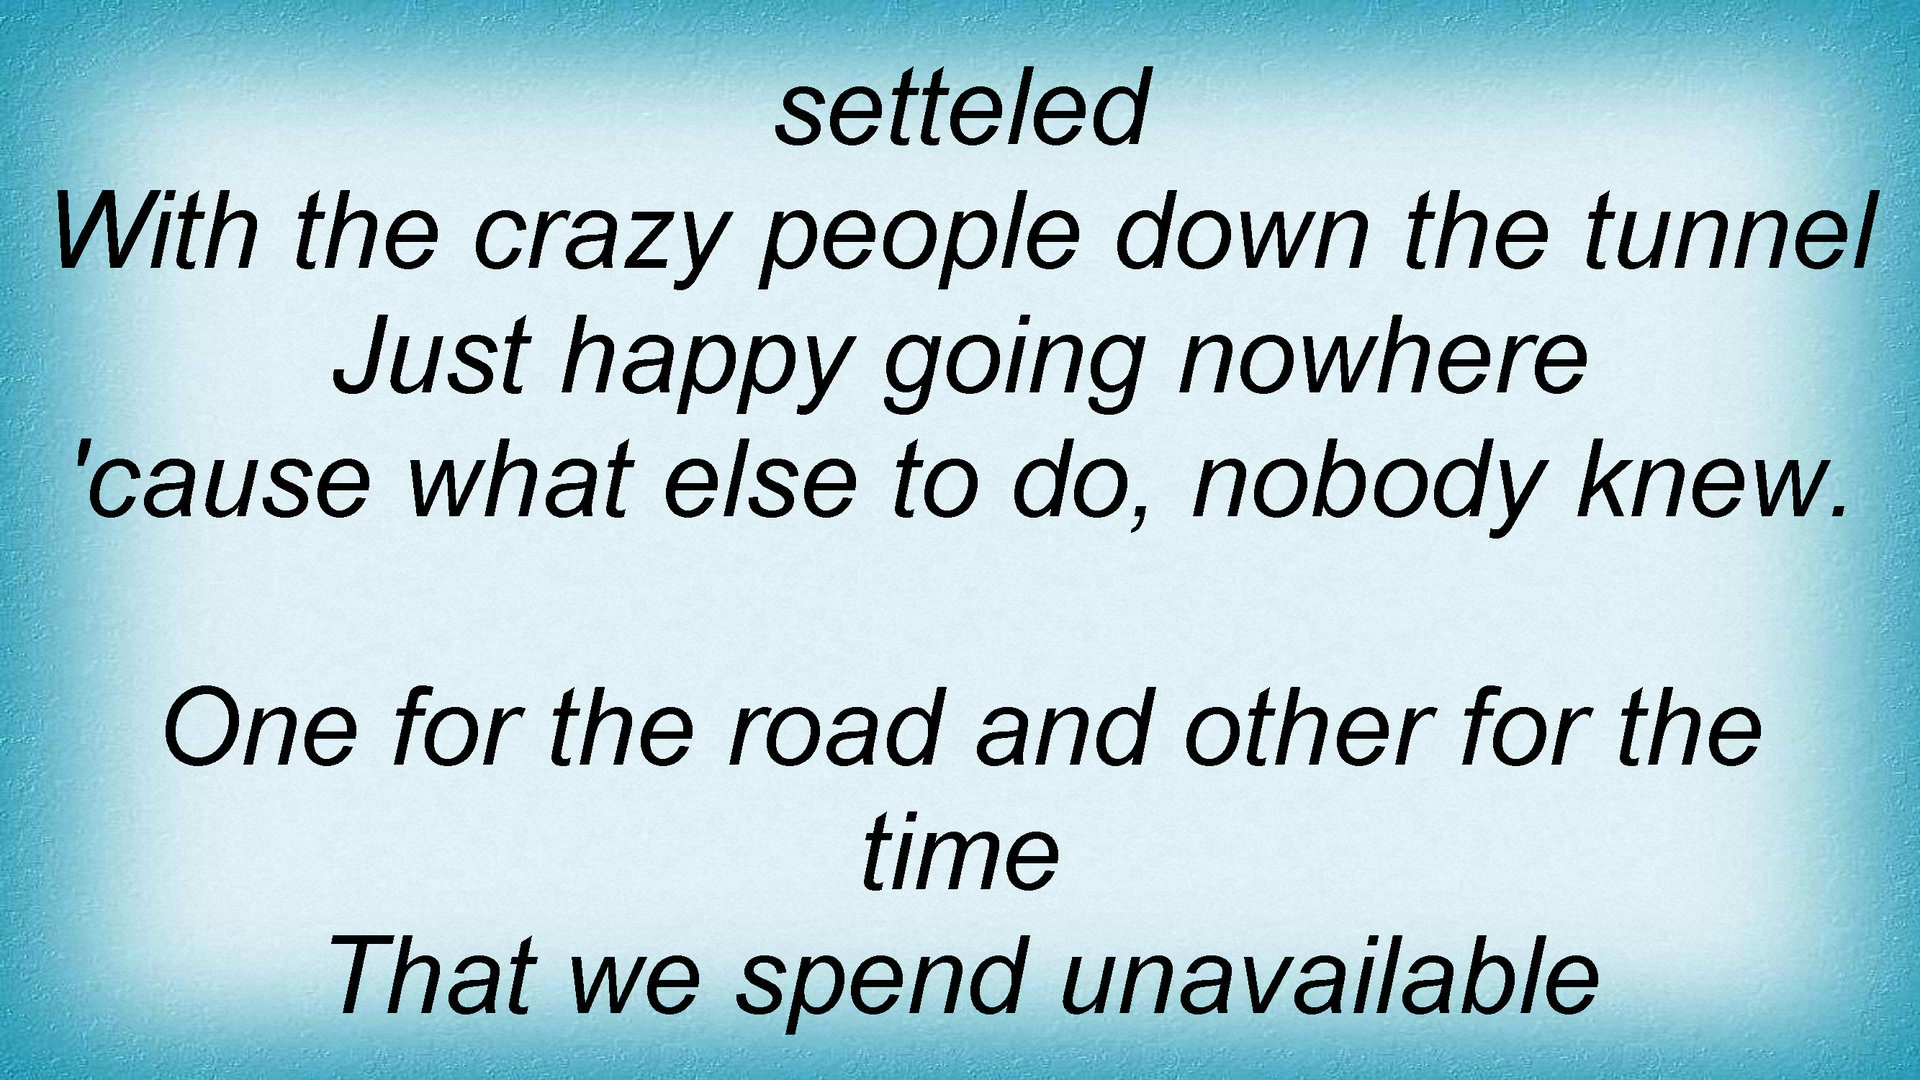 setteled
With the crazy people down the tunnel
Just happy going nowhere
'cause what else to do, nobody knew.
One for the road and other for the
time
That we spend unavailable